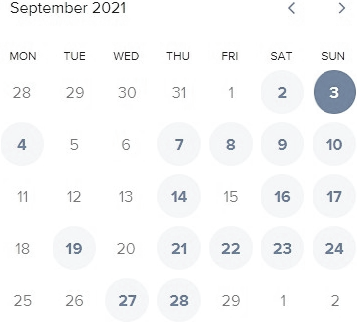 September 2021 < >
MON TUE WED THU FRI SAT SUN
28 29 30 31 1 2 3
4 5 6 7 8 9 10
11 12 13 14 15 16 17
18 19 20 21 22 23 24
25 26 27 28 29 1 2